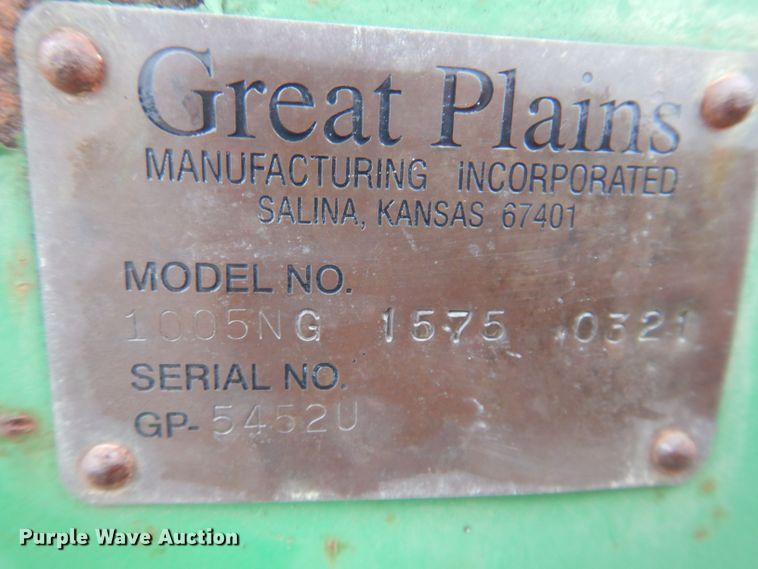 Great Plains
MANUFACTURING INCORPORATED
SALINA, KANSAS 67401
MODEL NO.
1005NG 1575 0321
SERIAL NO.
GP-5452U
Purple Wave Auction